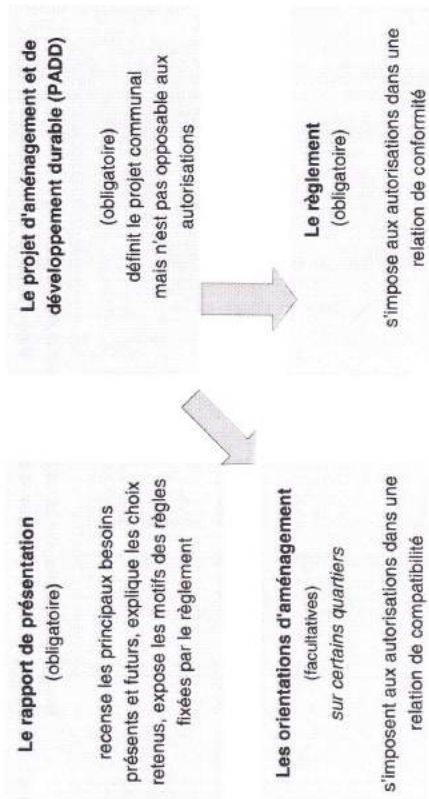 Le rapport de présentation
(obligatoire)
recense les principaux besoins
présents et futurs, explique les choix
retenus, expose les motifs des règles
fixées par le règlement
Le projet d'aménagement et de
développement durable (PADD)
(obligatoire)
définit le projet communal
mais n'est pas opposable aux
autorisations
Les orientations d'aménagement
(facultatives)
sur certains quartiers
s'imposent aux autorisations dans une
relation de compatibilité
Le règlement
(obligatoire)
s'impose aux autorisations dans une
relation de conformité